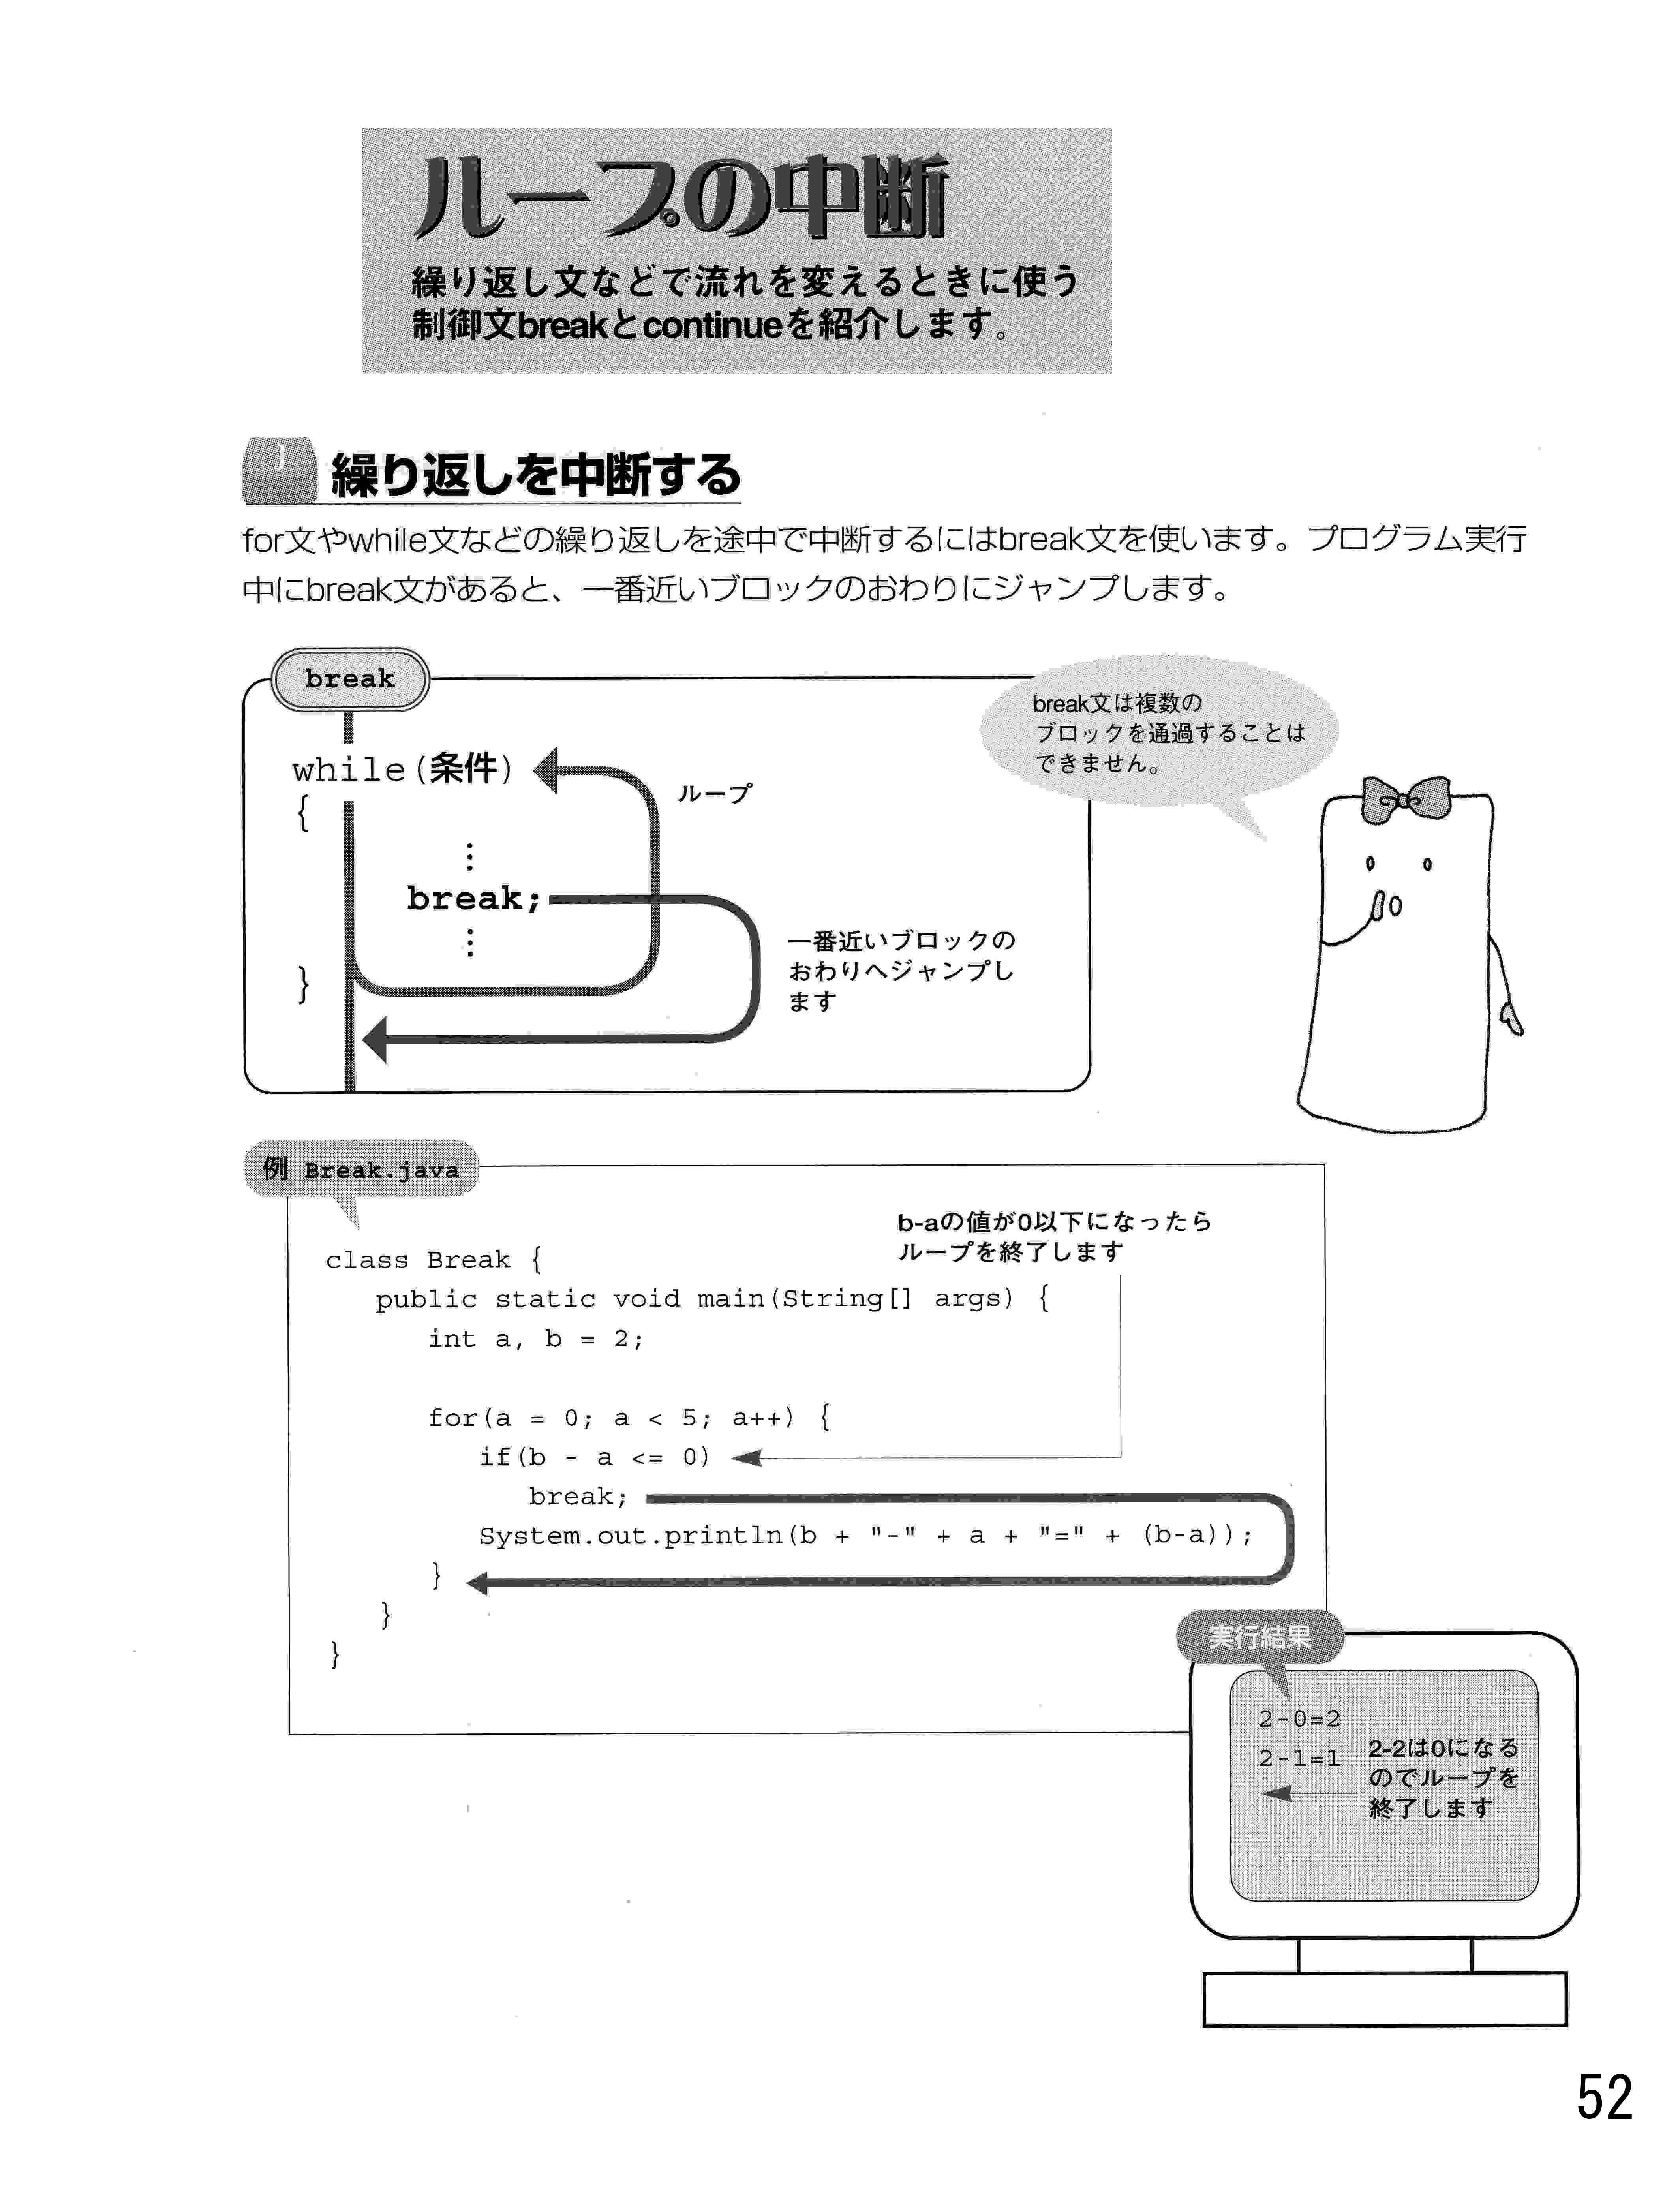 ループの中断
繰り返し文などで流れを変えるときに使う
制御文breakとcontinueを紹介します。
J
繰り返しを中断する
for文やwhile文などの繰り返しを途中で中断するにはbreak文を使います。プログラム実行
中にbreak文があると、一番近いブロックのおわりにジャンプします。
break
while(条件)
{
⋮
break;
⋮
}
ループ
一番近いブロックの
おわりへジャンプし
ます
break文は複数の
ブロックを通過することは
できません。
例 Break.java
b-aの値が0以下になったら
ループを終了します
class Break {
public static void main(String[] args) {
int a, b = 2;
for(a = 0; a < 5; a++) {
if(b - a <= 0)
break;
System.out.println(b + "-" + a + "=" + (b-a));
}
}
}
実行結果
2-0=2
2-1=1
2-2は0になる
のでループを
終了します
52